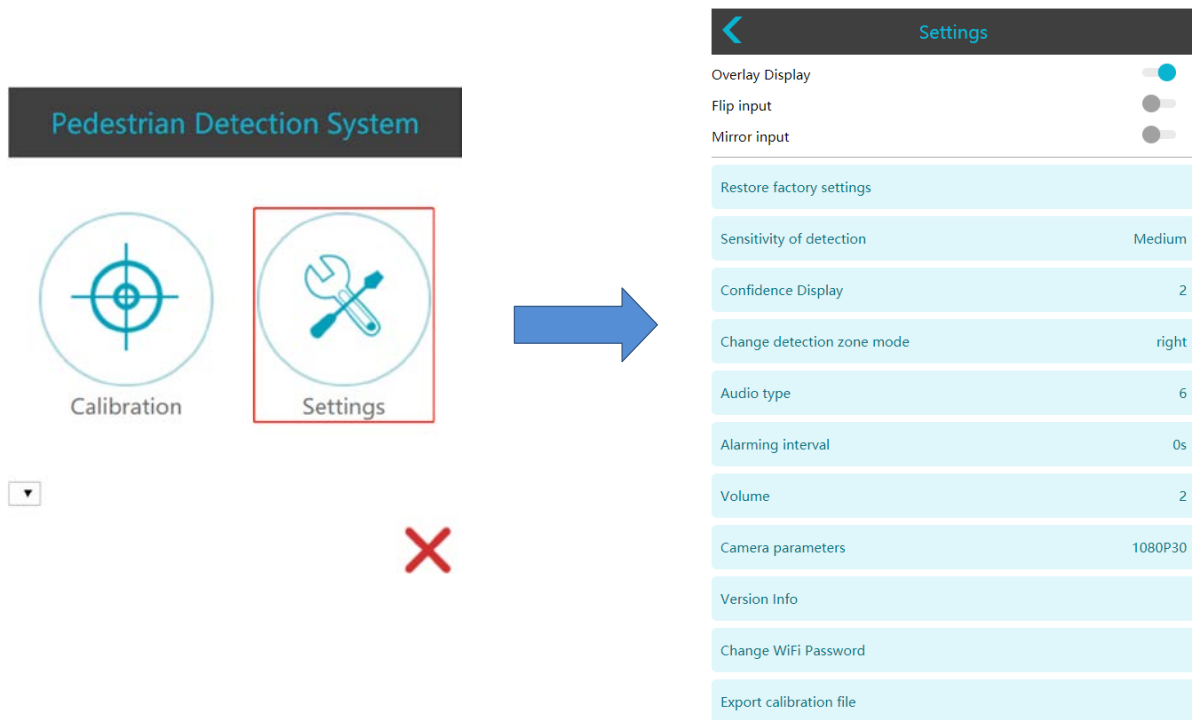 Pedestrian Detection System
Calibration
Settings
Settings
Overlay Display
Flip input
Mirror input
Restore factory settings
Sensitivity of detection Medium
Confidence Display 2
Change detection zone mode right
Audio type 6
Alarming interval 0s
Volume 2
Camera parameters 1080P30
Version Info
Change WiFi Password
Export calibration file